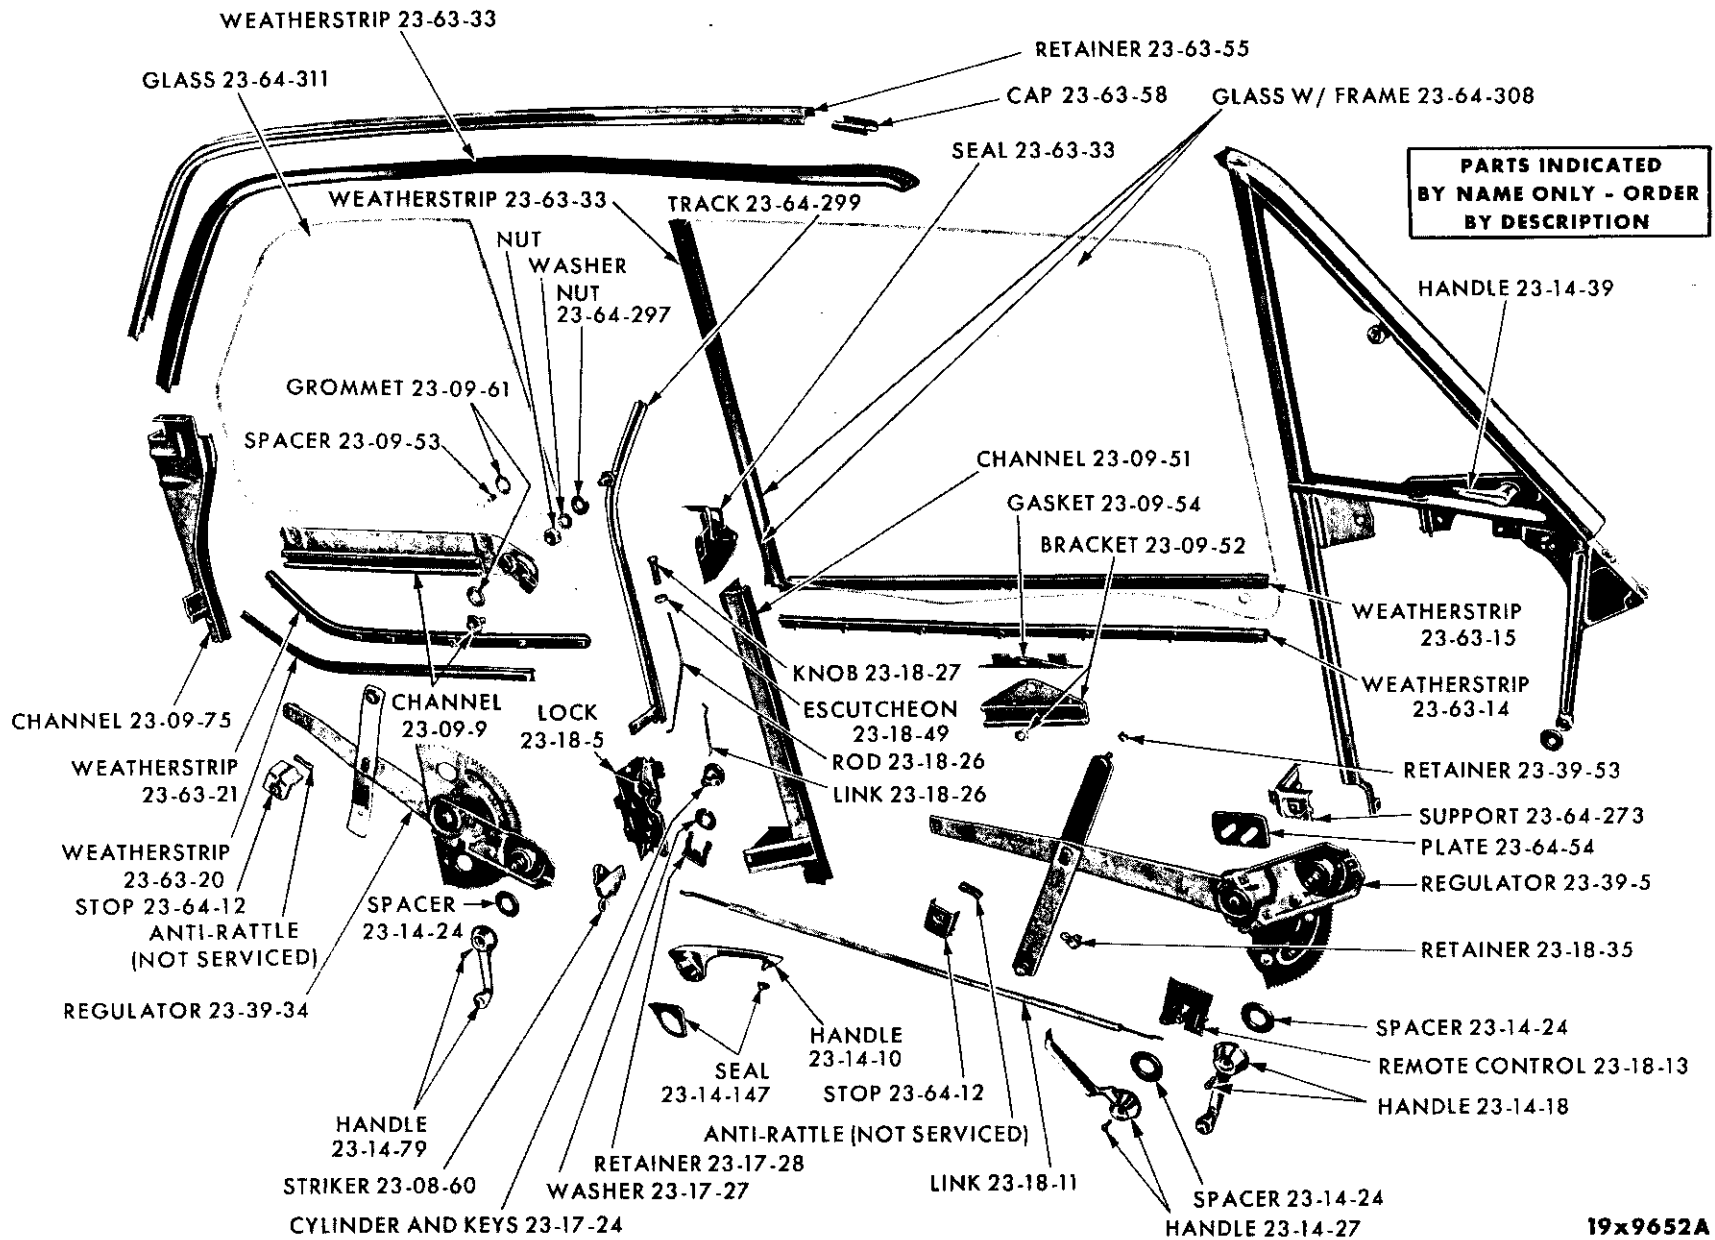 WEATHERSTRIP 23-63-33
RETAINER 23-63-55
GLASS 23-64-311
CAP 23-63-58
GLASS W/ FRAME 23-64-308
SEAL 23-63-33
PARTS INDICATED
BY NAME ONLY - ORDER
BY DESCRIPTION
WEATHERSTRIP 23-63-33
TRACK 23-64-299
NUT
WASHER
NUT
23-64-297
HANDLE 23-14-39
GROMMET 23-09-61
SPACER 23-09-53
CHANNEL 23-09-51
GASKET 23-09-54
BRACKET 23-09-52
WEATHERSTRIP
23-63-15
KNOB 23-18-27
WEATHERSTRIP
23-63-14
CHANNEL 23-09-75
CHANNEL
23-09-9
LOCK
23-18-5
ESCUTCHEON
23-18-49
ROD 23-18-26
LINK 23-18-26
WEATHERSTRIP
23-63-21
RETAINER 23-39-53
SUPPORT 23-64-273
PLATE 23-64-54
WEATHERSTRIP
23-63-20
REGULATOR 23-39-5
STOP 23-64-12
SPACER
23-14-24
ANTI-RATTLE
(NOT SERVICED)
RETAINER 23-18-35
REGULATOR 23-39-34
SPACER 23-14-24
HANDLE
23-14-10
REMOTE CONTROL 23-18-13
SEAL
23-14-147
STOP 23-64-12
HANDLE 23-14-18
HANDLE
23-14-79
ANTI-RATTLE (NOT SERVICED)
RETAINER 23-17-28
STRIKER 23-08-60
WASHER 23-17-27
LINK 23-18-11
SPACER 23-14-24
CYLINDER AND KEYS 23-17-24
HANDLE 23-14-27
19x9652A